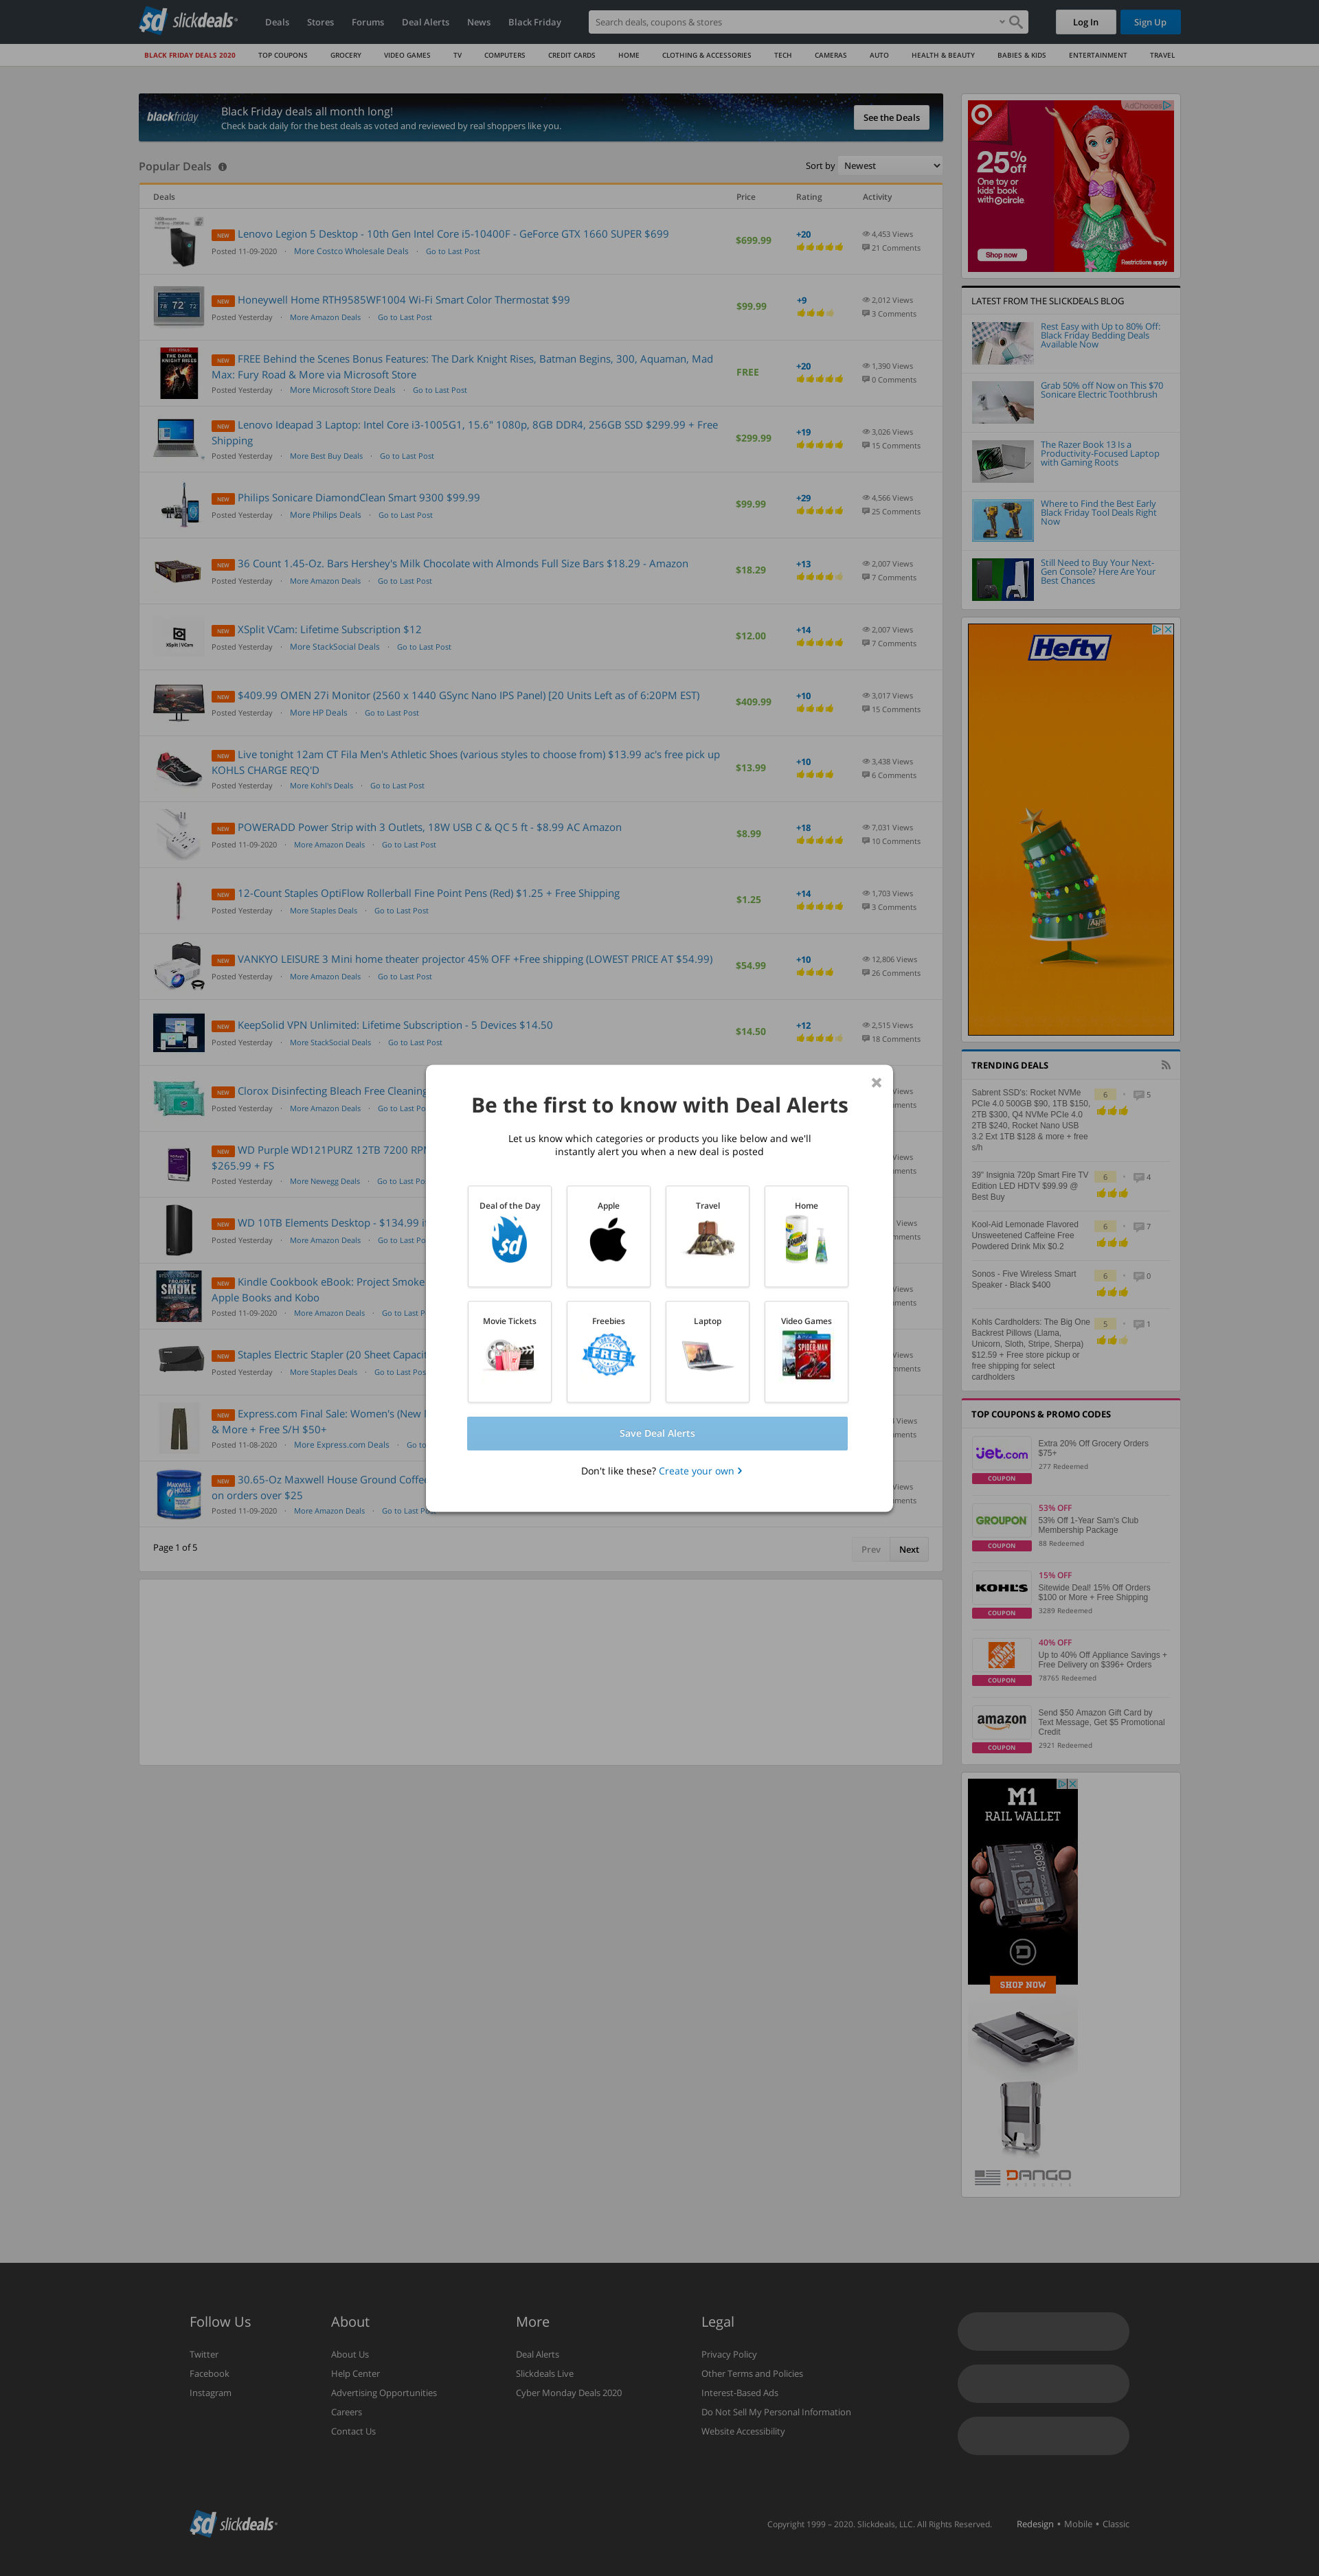 slickdeals
Deals
Stores
Forums
Deal Alerts
News
Black Friday
Search deals, coupons & stores
Log In
Sign Up
BLACK FRIDAY DEALS 2020
TOP COUPONS
GROCERY
VIDEO GAMES
TV
COMPUTERS
CREDIT CARDS
HOME
CLOTHING & ACCESSORIES
TECH
CAMERAS
AUTO
HEALTH & BEAUTY
BABIES & KIDS
ENTERTAINMENT
TRAVEL
blackfriday
Black Friday deals all month long!
Check back daily for the best deals as voted and reviewed by real shoppers like you.
See the Deals
Popular Deals
Sort by Newest
Deals Price Rating Activity
NEW Lenovo Legion 5 Desktop - 10th Gen Intel Core i5-10400F - GeForce GTX 1660 SUPER $699
Posted 11-09-2020 · More Costco Wholesale Deals · Go to Last Post
$699.99
+20
4,453 Views
21 Comments
NEW Honeywell Home RTH9585WF1004 Wi-Fi Smart Color Thermostat $99
Posted Yesterday · More Amazon Deals · Go to Last Post
$99.99
+9
2,012 Views
3 Comments
NEW FREE Behind the Scenes Bonus Features: The Dark Knight Rises, Batman Begins, 300, Aquaman, Mad
Max: Fury Road & More via Microsoft Store
Posted Yesterday · More Microsoft Store Deals · Go to Last Post
FREE
+20
1,390 Views
0 Comments
NEW Lenovo Ideapad 3 Laptop: Intel Core i3-1005G1, 15.6" 1080p, 8GB DDR4, 256GB SSD $299.99 + Free
Shipping
Posted Yesterday · More Best Buy Deals · Go to Last Post
$299.99
+19
3,026 Views
15 Comments
NEW Philips Sonicare DiamondClean Smart 9300 $99.99
Posted Yesterday · More Philips Deals · Go to Last Post
$99.99
+29
4,566 Views
25 Comments
NEW 36 Count 1.45-Oz. Bars Hershey's Milk Chocolate with Almonds Full Size Bars $18.29 - Amazon
Posted Yesterday · More Amazon Deals · Go to Last Post
$18.29
+13
2,007 Views
7 Comments
NEW XSplit VCam: Lifetime Subscription $12
Posted Yesterday · More StackSocial Deals · Go to Last Post
$12.00
+14
2,007 Views
7 Comments
NEW $409.99 OMEN 27i Monitor (2560 x 1440 GSync Nano IPS Panel) [20 Units Left as of 6:20PM EST)
Posted Yesterday · More HP Deals · Go to Last Post
$409.99
+10
3,017 Views
15 Comments
NEW Live tonight 12am CT Fila Men's Athletic Shoes (various styles to choose from) $13.99 ac's free pick up
KOHLS CHARGE REQ'D
Posted Yesterday · More Kohl's Deals · Go to Last Post
$13.99
+10
3,438 Views
6 Comments
NEW POWERADD Power Strip with 3 Outlets, 18W USB C & QC 5 ft - $8.99 AC Amazon
Posted 11-09-2020 · More Amazon Deals · Go to Last Post
$8.99
+18
7,031 Views
10 Comments
NEW 12-Count Staples OptiFlow Rollerball Fine Point Pens (Red) $1.25 + Free Shipping
Posted Yesterday · More Staples Deals · Go to Last Post
$1.25
+14
1,703 Views
3 Comments
NEW VANKYO LEISURE 3 Mini home theater projector 45% OFF +Free shipping (LOWEST PRICE AT $54.99)
Posted Yesterday · More Amazon Deals · Go to Last Post
$54.99
+10
12,806 Views
26 Comments
NEW KeepSolid VPN Unlimited: Lifetime Subscription - 5 Devices $14.50
Posted Yesterday · More StackSocial Deals · Go to Last Post
$14.50
+12
2,515 Views
18 Comments
NEW Clorox Disinfecting Bleach Free Cleaning
Posted Yesterday · More Amazon Deals · Go to Last
Views
NEW WD Purple WD121PURZ 12TB 7200
$265.99 + FS
Posted Yesterday · More Newegg Deals · Go to Last
Views
NEW WD 10TB Elements Desktop - $134.99
Posted Yesterday · More Amazon Deals · Go to Last
Views
NEW Kindle Cookbook eBook: Project Smoke
Apple Books and Kobo
Posted 11-09-2020 · More Amazon Deals · Go to Last
Views
NEW Staples Electric Stapler (20 Sheet
Posted Yesterday · More Staples Deals · Go to Last
Views
NEW Express.com Final Sale: Women's (New
& More + Free S/H $50+
Posted 11-08-2020 · More Express.com Deals · Go to
Views
NEW 30.65-Oz Maxwell House Ground Coffee
on orders over $25
Posted 11-09-2020 · More Amazon Deals · Go to Last
Views
Page 1 of 5
Prev
Next
Be the first to know with Deal Alerts
Let us know which categories or products you like below and we'll
instantly alert you when a new deal is posted
Deal of the Day
Apple
Travel
Home
Movie Tickets
Freebies
FREE
Laptop
Video Games
Save Deal Alerts
Don't like these? Create your own
AdChoices
25%
off
One toy or
kids' book
with circle.
Shop now
Restrictions apply
LATEST FROM THE SLICKDEALS BLOG
Rest Easy with Up to 80% Off:
Black Friday Bedding Deals
Available Now
Grab 50% off Now on This $70
Sonicare Electric Toothbrush
The Razer Book 13 Is a
Productivity-Focused Laptop
with Gaming Roots
Where to Find the Best Early
Black Friday Tool Deals Right
Now
Still Need to Buy Your Next-
Gen Console? Here Are Your
Best Chances
Hefty
TRENDING DEALS
Sabrent SSD's: Rocket NVMe
PCIe 4.0 500GB $90, 1TB $150,
2TB $300, Q4 NVMe PCIe 4.0
2TB $240, Rocket Nano USB
3.2 Ext 1TB $128 & more + free
s/h
6 · 5
39" Insignia 720p Smart Fire TV
Edition LED HDTV $99.99 @
Best Buy
6 · 4
Kool-Aid Lemonade Flavored
Unsweetened Caffeine Free
Powdered Drink Mix $0.2
6 · 7
Sonos - Five Wireless Smart
Speaker - Black $400
6 · 0
Kohls Cardholders: The Big One
Backrest Pillows (Llama,
Unicorn, Sloth, Stripe, Sherpa)
$12.59 + Free store pickup or
free shipping for select
cardholders
5 · 1
TOP COUPONS & PROMO CODES
jet.com
COUPON
Extra 20% Off Grocery Orders
$75+
277 Redeemed
GROUPON
COUPON
53% OFF
53% Off 1-Year Sam's Club
Membership Package
88 Redeemed
KOHL'S
COUPON
15% OFF
Sitewide Deal! 15% Off Orders
$100 or More + Free Shipping
3289 Redeemed
THE HOME DEPOT
COUPON
40% OFF
Up to 40% Off Appliance Savings +
Free Delivery on $396+ Orders
78765 Redeemed
amazon
COUPON
Send $50 Amazon Gift Card by
Text Message, Get $5 Promotional
Credit
2921 Redeemed
M1
RAIL WALLET
SHOP NOW
DANGO
PRODUCTS
Follow Us
Twitter
Facebook
Instagram
About
About Us
Help Center
Advertising Opportunities
Careers
Contact Us
More
Deal Alerts
Slickdeals Live
Cyber Monday Deals 2020
Legal
Privacy Policy
Other Terms and Policies
Interest-Based Ads
Do Not Sell My Personal Information
Website Accessibility
slickdeals
Copyright 1999 – 2020. Slickdeals, LLC. All Rights Reserved.
Redesign • Mobile • Classic